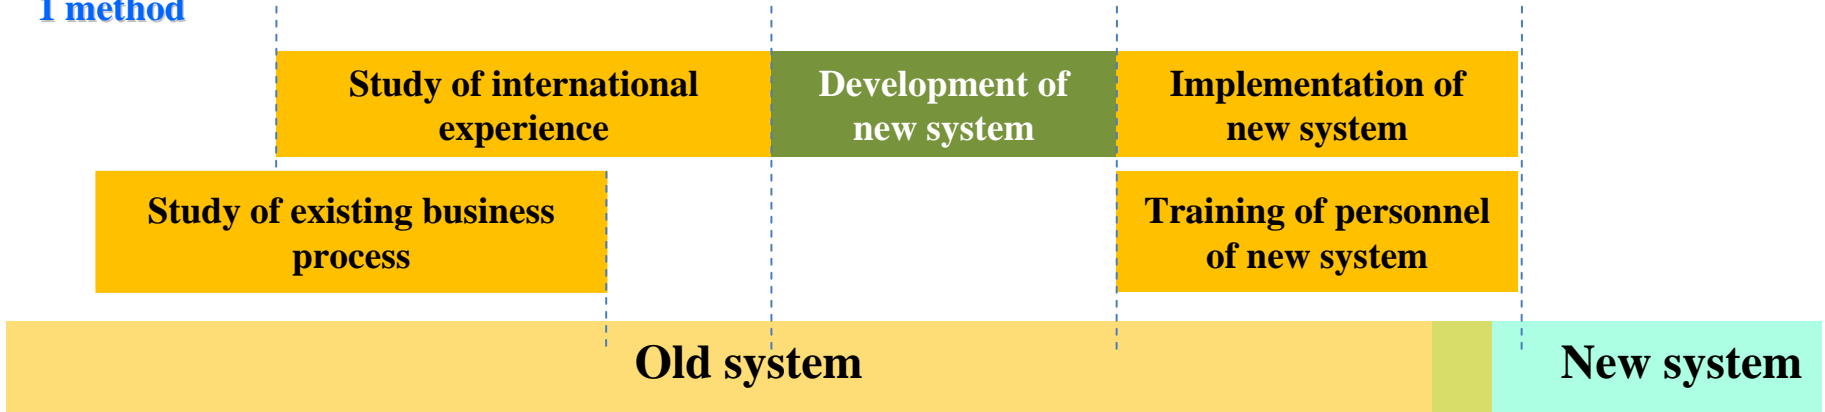 1 method
Study of international
experience
Development of
new system
Implementation of
new system
Study of existing business
process
Training of personnel
of new system
Old system
New system